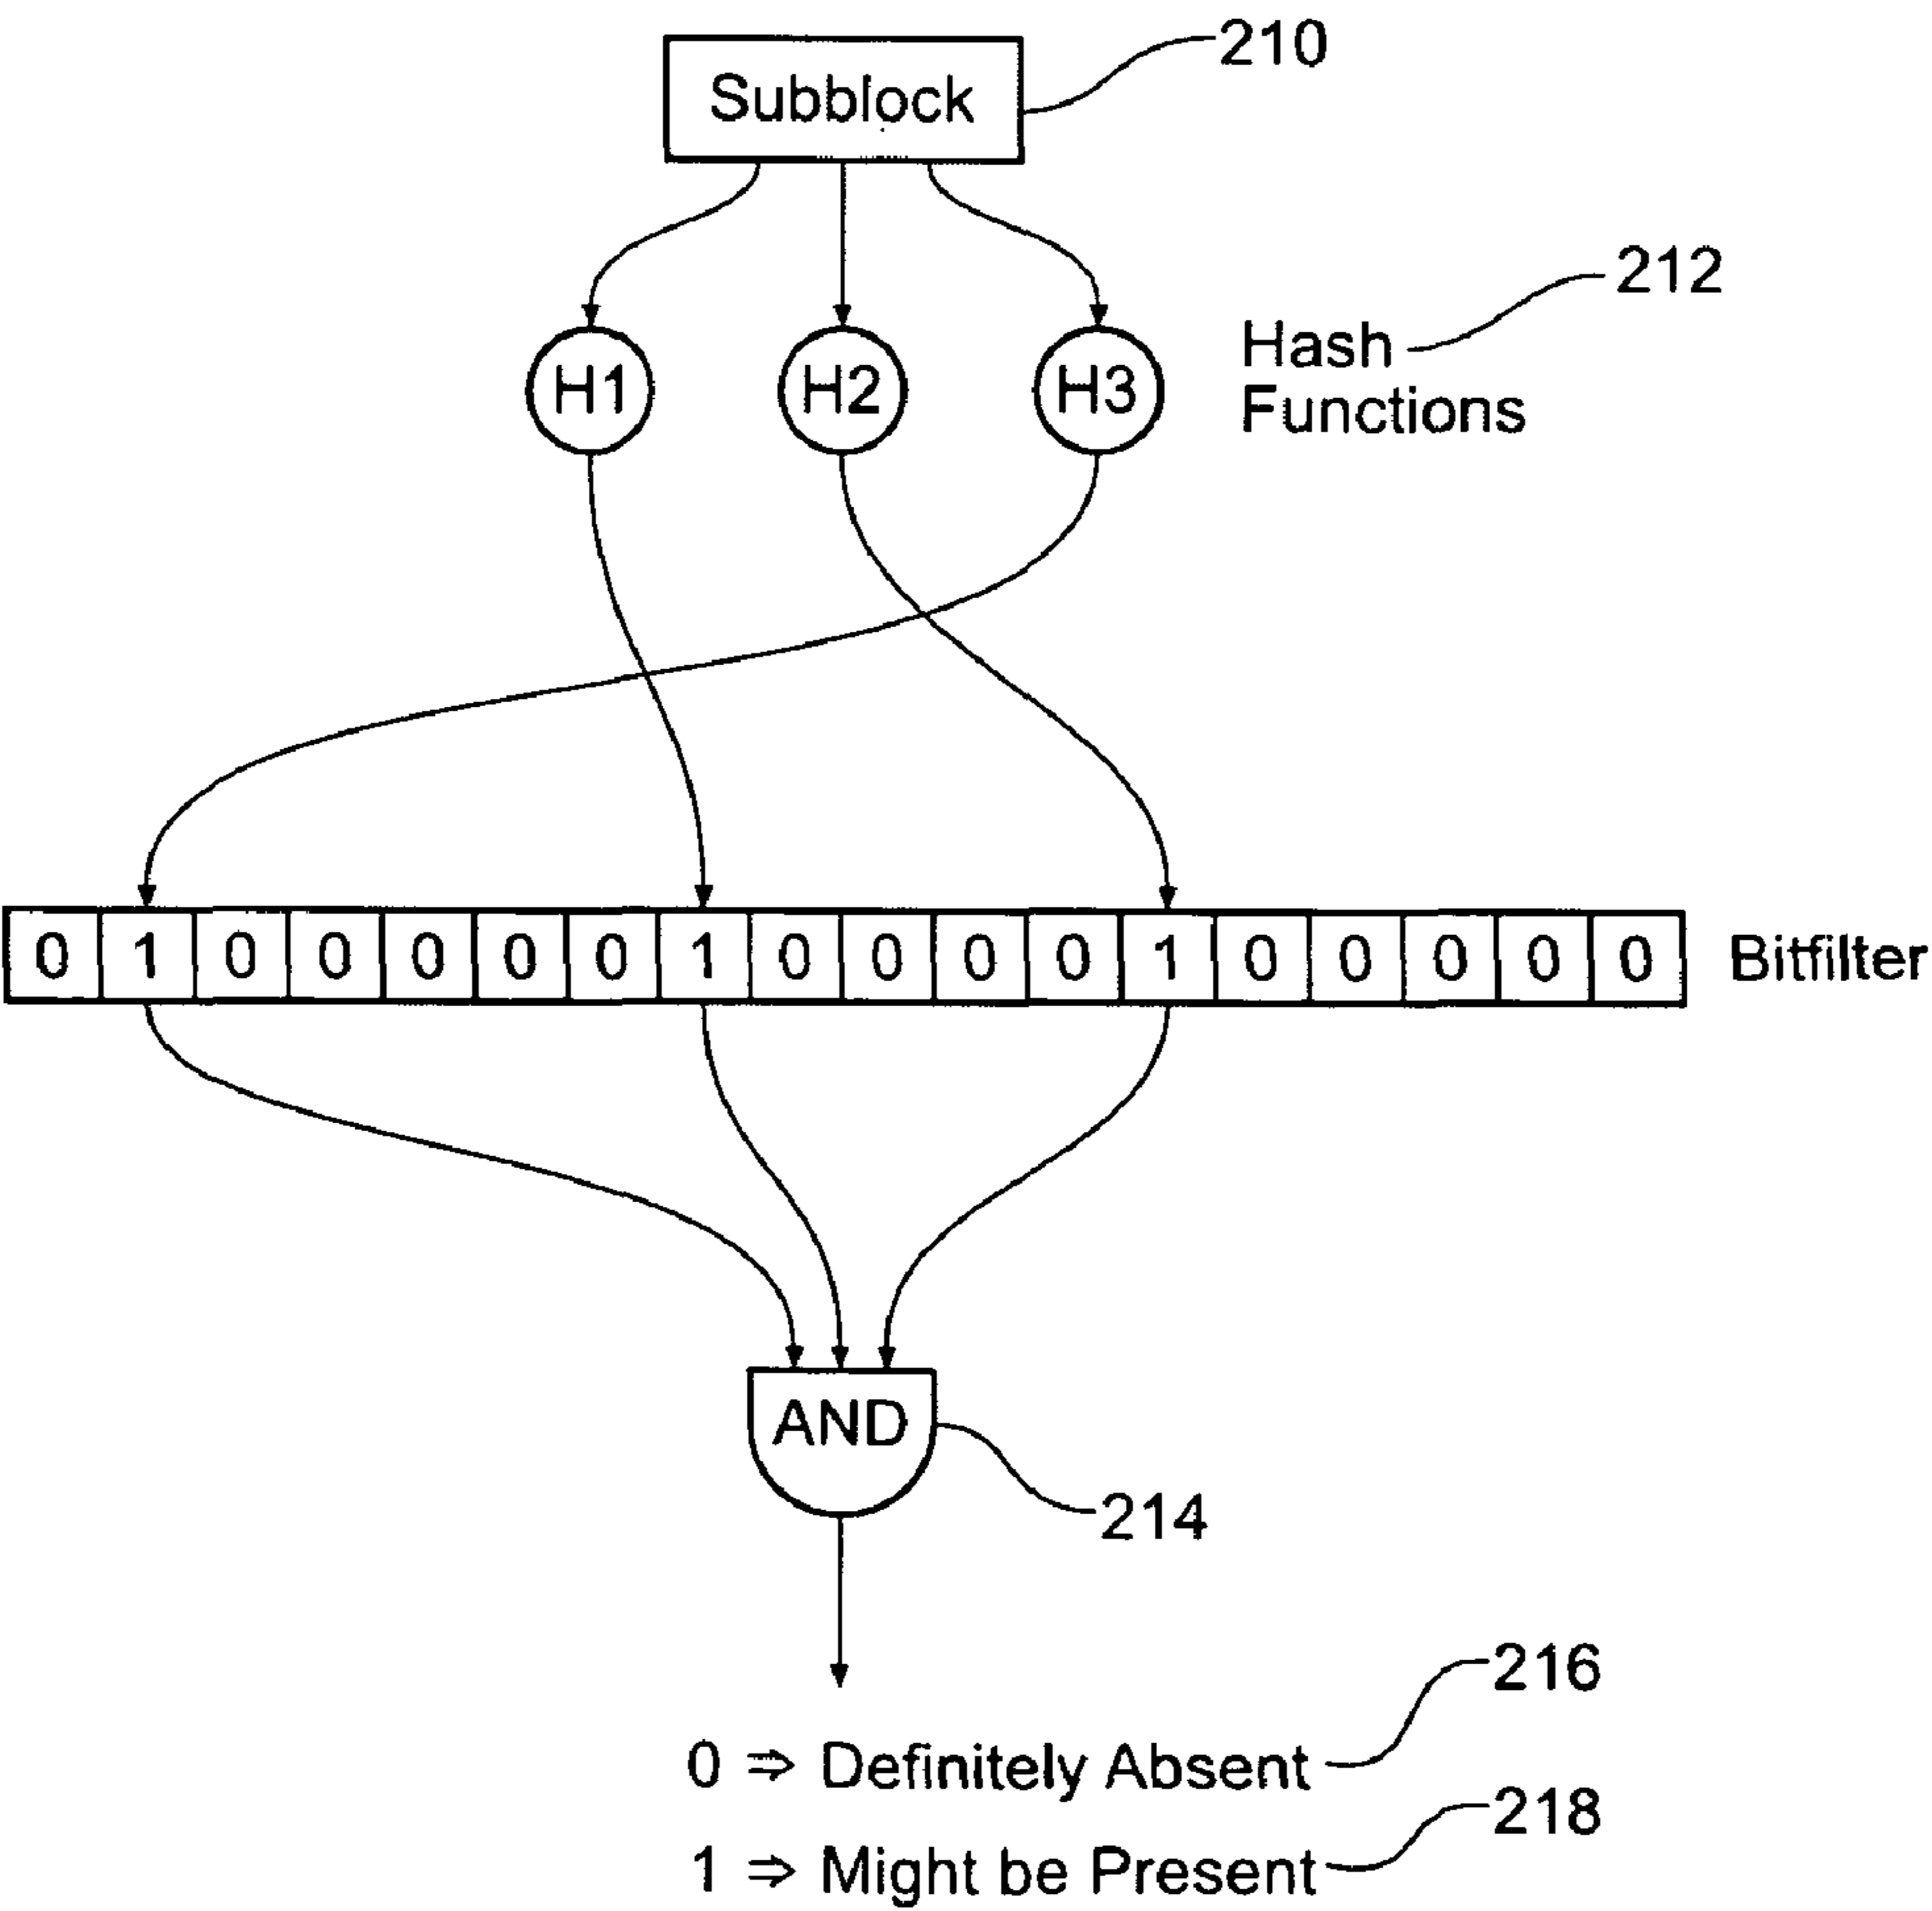 210
Subblock
212
H1 H2 H3 Hash
Functions
0 1 0 0 0 0 0 1 0 0 0 0 1 0 0 0 0 0 Bitfilter
AND
214
216
0 ⇒ Definitely Absent
218
1 ⇒ Might be Present